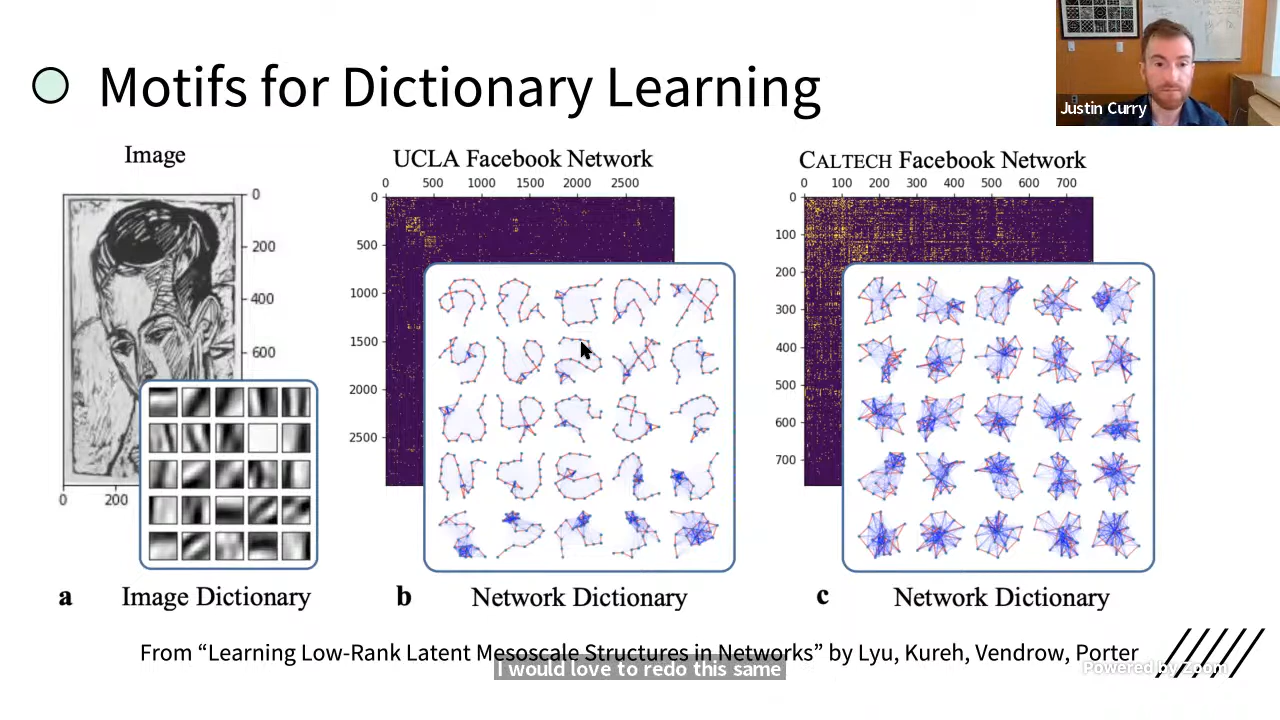 Motifs for Dictionary Learning
Justin Curry
Image
UCLA Facebook Network
CALTECH Facebook Network
0 500 1000 1500 2000 2500
0 100 200 300 400 500 600 700
0
200
400
600
0 200
0
500
1000
1500
2000
2500
0
100
200
300
400
500
600
700
a Image Dictionary
b Network Dictionary
c Network Dictionary
From “Learning Low-Rank Latent Mesoscale Structures in Networks” by Lyu, Kureh, Vendrow, Porter
I would love to redo this same
Powered by Zoom